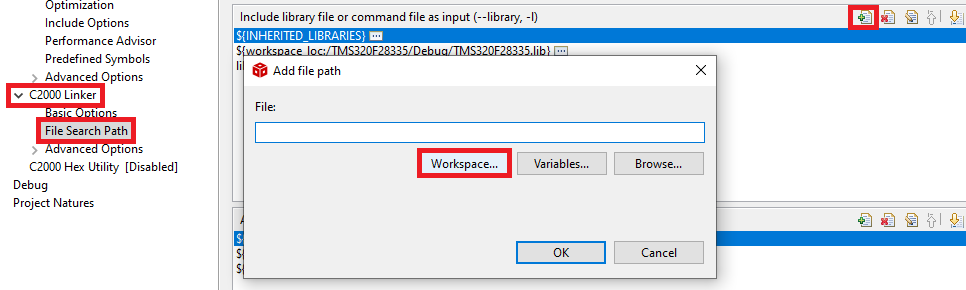 Optimization
Include Options
Performance Advisor
Predefined Symbols
Advanced Options
C2000 Linker
Basic Options
File Search Path
Advanced Options
C2000 Hex Utility [Disabled]
Debug
Project Natures
Include library file or command file as input (--library, -l)
${INHERITED_LIBRARIES}
${workspace_loc:/TMS320F28335/Debug/TMS320F28335.lib}
Add file path
File:
Workspace...
Variables...
Browse...
OK
Cancel